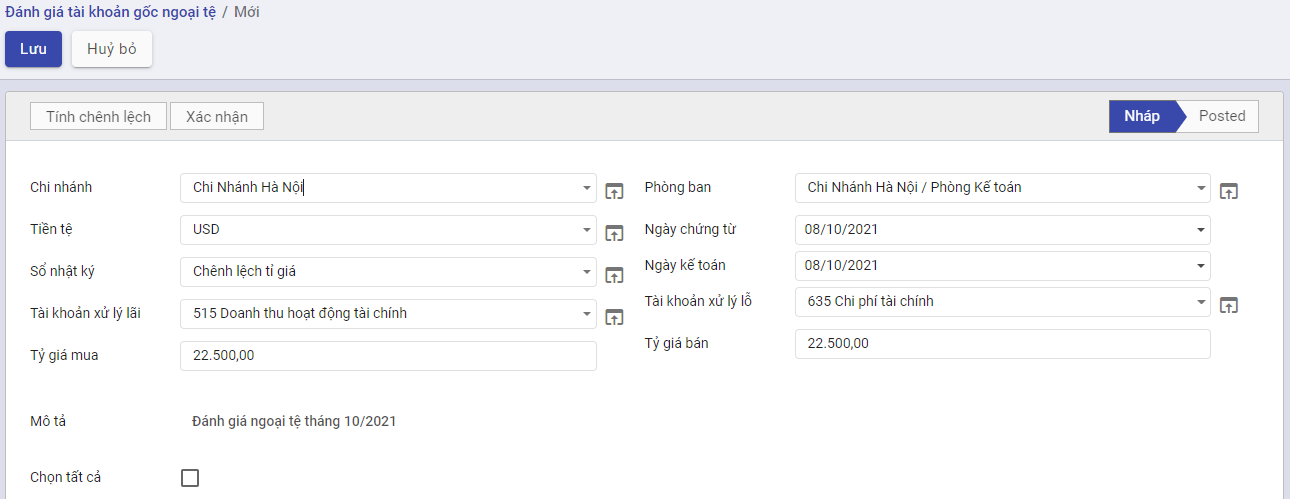 Đánh giá tài khoản gốc ngoại tệ / Mới
Lưu Huỷ bỏ
Tính chênh lệch Xác nhận Nháp Posted
Chi nhánh Chi Nhánh Hà Nội Phòng ban Chi Nhánh Hà Nội / Phòng Kế toán
Tiền tệ USD Ngày chứng từ 08/10/2021
Sổ nhật ký Chênh lệch tỉ giá Ngày kế toán 08/10/2021
Tài khoản xử lý lãi 515 Doanh thu hoạt động tài chính Tài khoản xử lý lỗ 635 Chi phí tài chính
Tỷ giá mua 22.500,00 Tỷ giá bán 22.500,00
Mô tả Đánh giá ngoại tệ tháng 10/2021
Chọn tất cả